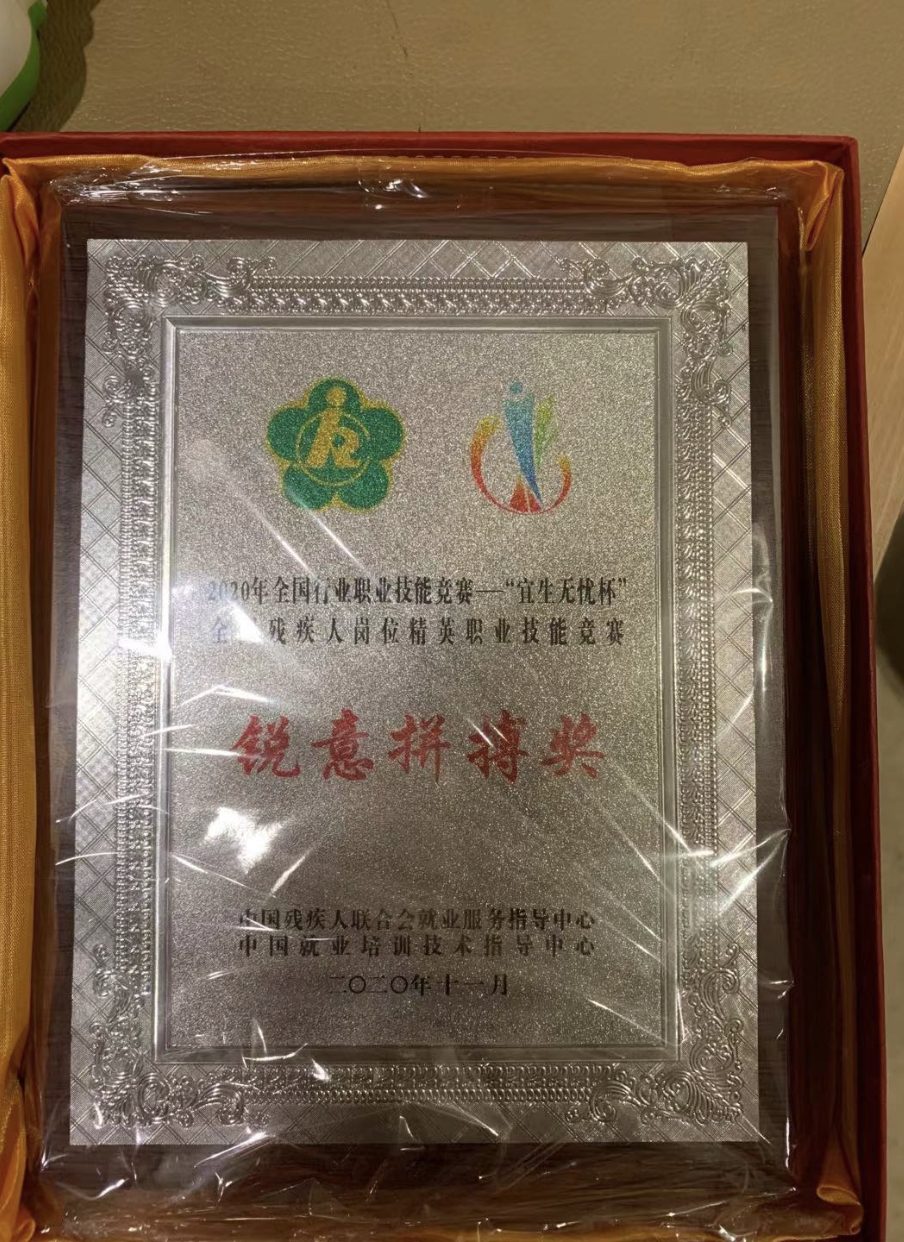 2020年全国行业职业技能竞赛—“宜生无忧杯”
全 残疾人岗位精英职业技能竞赛
锐意拼搏奖
中国残疾人联合会就业服务指导中心
中国就业培训技术指导中心
二〇二〇年十一月